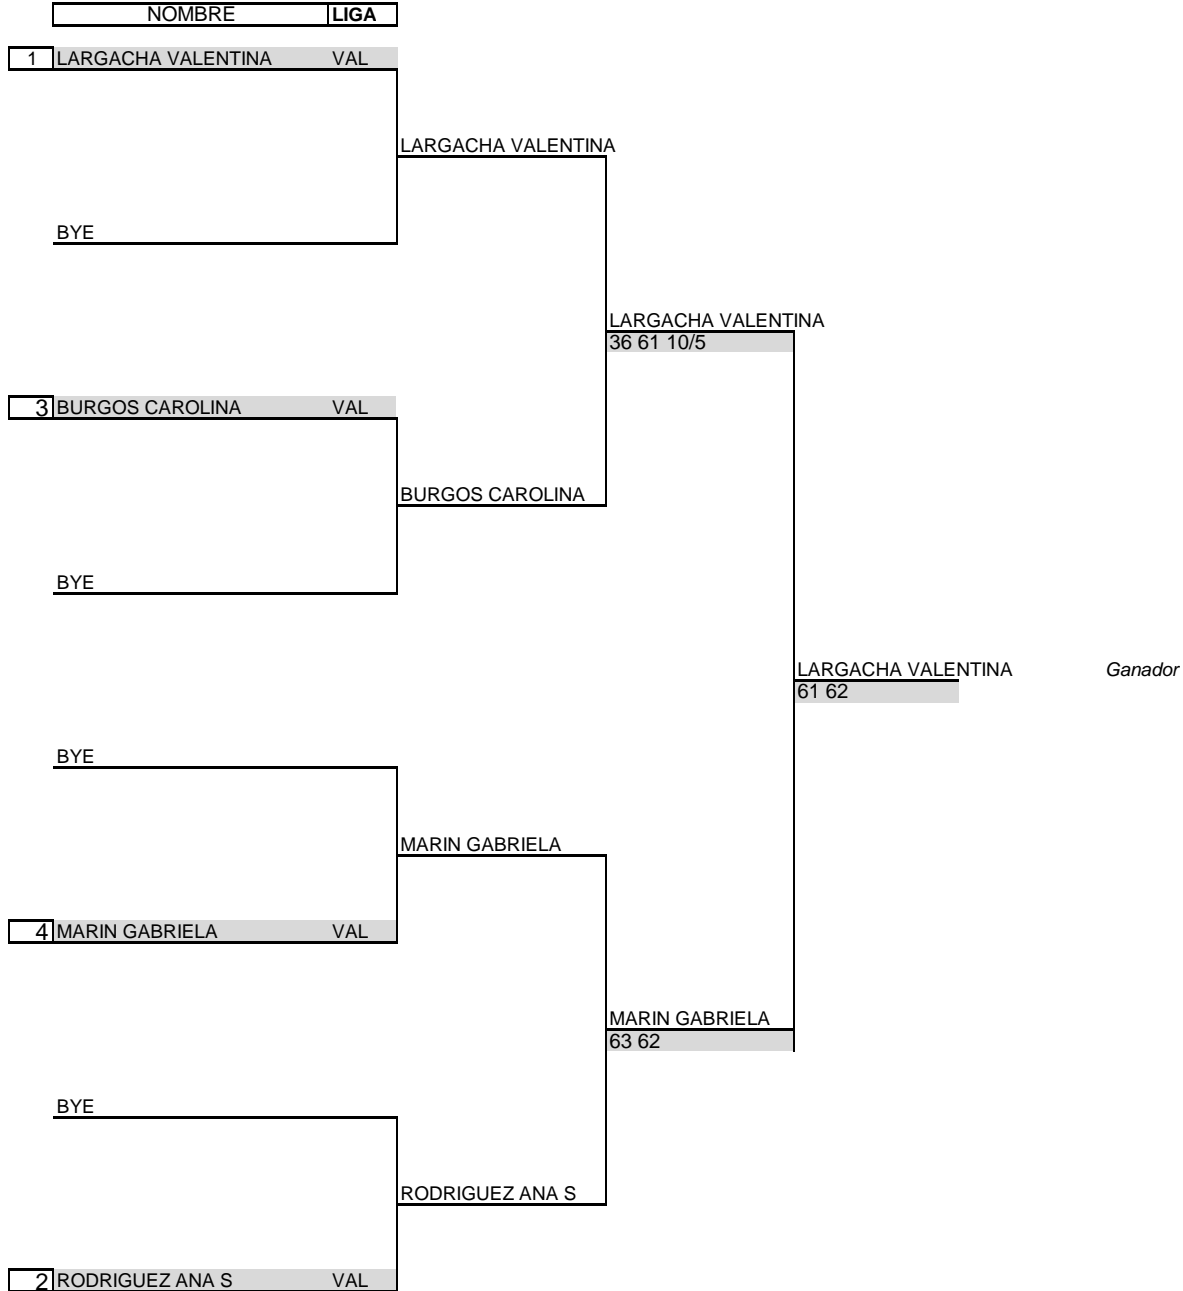 NOMBRE LIGA
1 LARGACHA VALENTINA VAL
LARGACHA VALENTINA
BYE
LARGACHA VALENTINA
36 61 10/5
3 BURGOS CAROLINA VAL
BURGOS CAROLINA
BYE
LARGACHA VALENTINA Ganador
61 62
BYE
MARIN GABRIELA
4 MARIN GABRIELA VAL
MARIN GABRIELA
63 62
BYE
RODRIGUEZ ANA S
2 RODRIGUEZ ANA S VAL